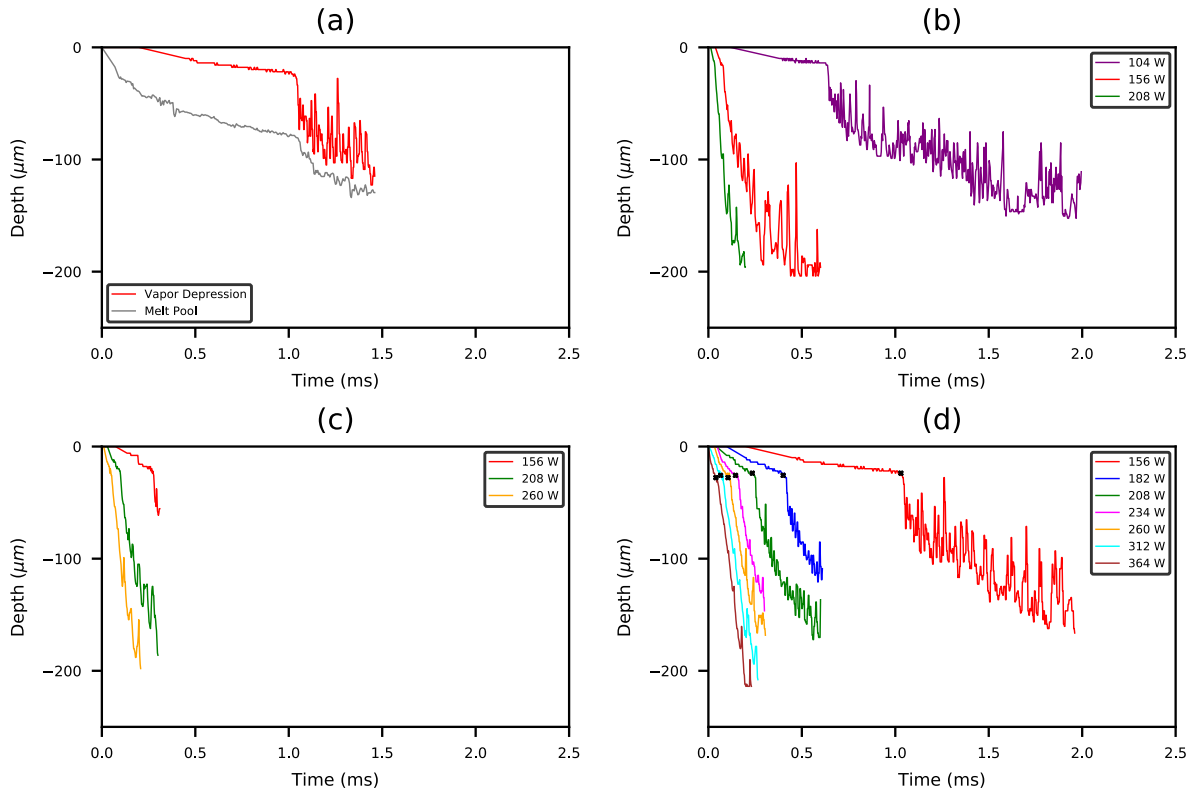 (a)
0
−100
−200
Depth (μm)
Vapor Depression
Melt Pool
0.0 0.5 1.0 1.5 2.0 2.5
Time (ms)
(b)
0
−100
−200
Depth (μm)
104 W
156 W
208 W
0.0 0.5 1.0 1.5 2.0 2.5
Time (ms)
(c)
0
−100
−200
Depth (μm)
156 W
208 W
260 W
0.0 0.5 1.0 1.5 2.0 2.5
Time (ms)
(d)
0
−100
−200
Depth (μm)
156 W
182 W
208 W
234 W
260 W
312 W
364 W
0.0 0.5 1.0 1.5 2.0 2.5
Time (ms)